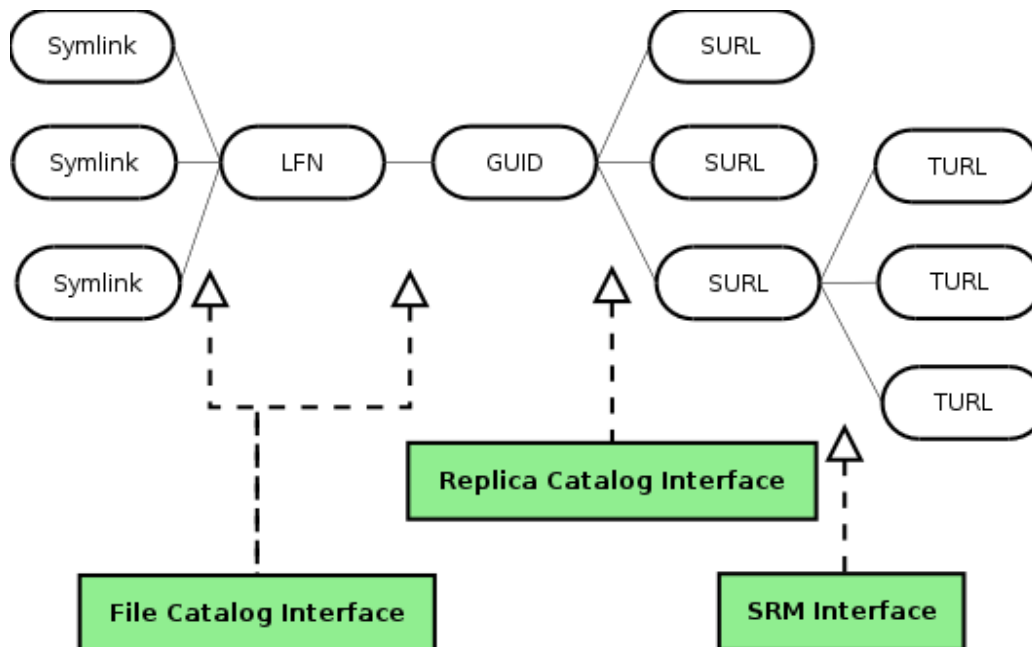 Symlink
SURL
Symlink
LFN
GUID
SURL
TURL
Symlink
SURL
TURL
TURL
Replica Catalog Interface
File Catalog Interface
SRM Interface